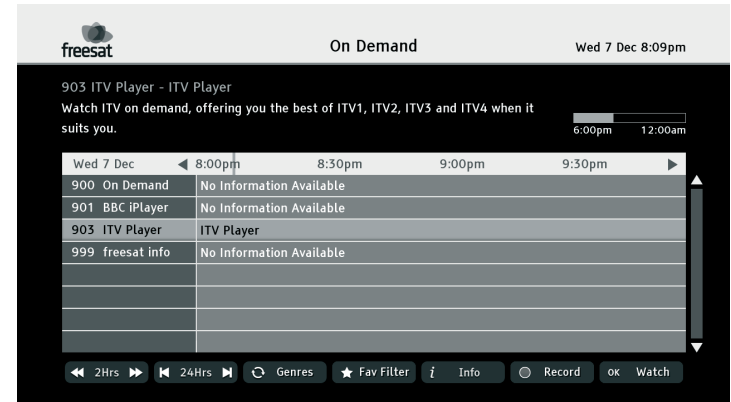 freesat
On Demand
Wed 7 Dec 8:09pm
903 ITV Player - ITV Player
Watch ITV on demand, offering you the best of ITV1, ITV2, ITV3 and ITV4 when it
suits you.
6:00pm 12:00am
Wed 7 Dec 8:00pm 8:30pm 9:00pm 9:30pm
900 On Demand No Information Available
901 BBC iPlayer No Information Available
903 ITV Player ITV Player
999 freesat info No Information Available
2Hrs 24Hrs Genres Fav Filter i Info Record OK Watch